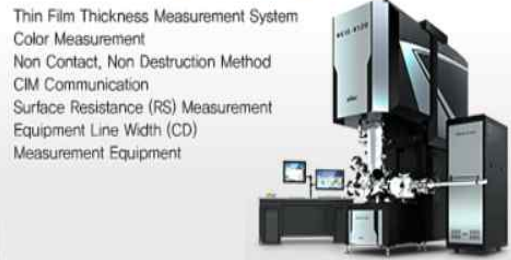 Thin Film Thickness Measurement System
Color Measurement
Non Contact, Non Destruction Method
CIM Communication
Surface Resistance (RS) Measurement
Equipment Line Width (CD)
Measurement Equipment